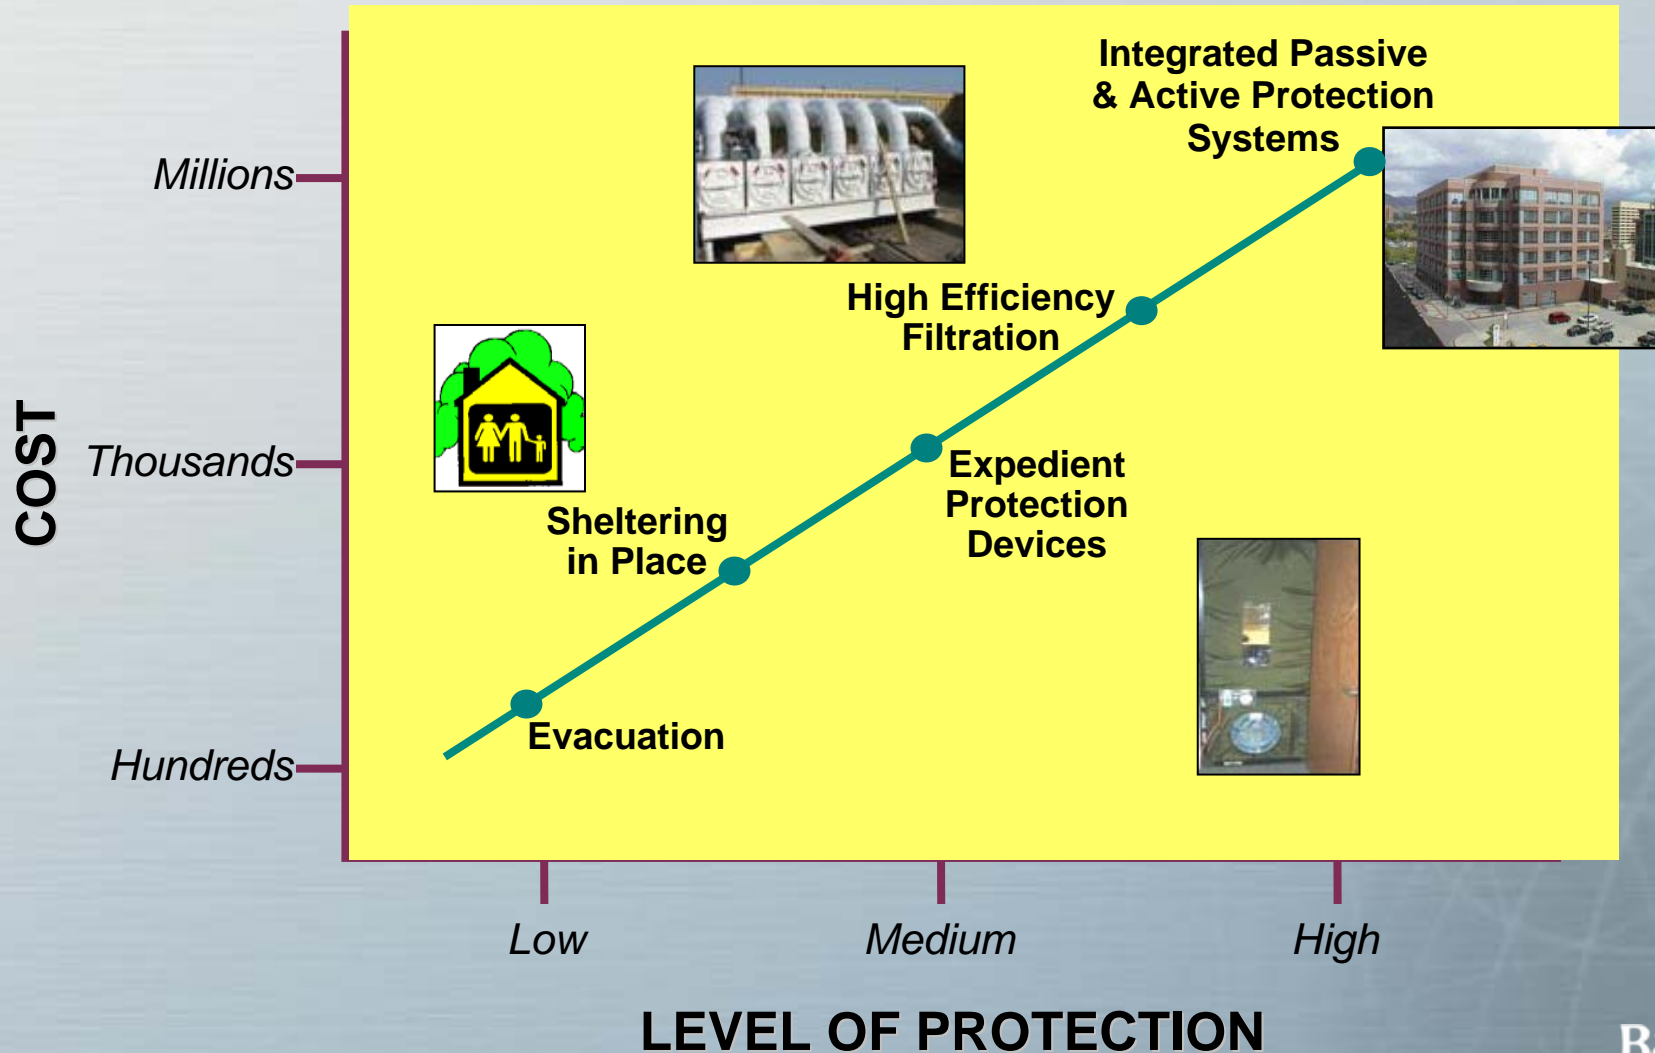 Integrated Passive
& Active Protection
Systems
Millions
High Efficiency
Filtration
COST
Thousands
Expedient
Protection
Devices
Sheltering
in Place
Evacuation
Hundreds
Low
Medium
High
LEVEL OF PROTECTION